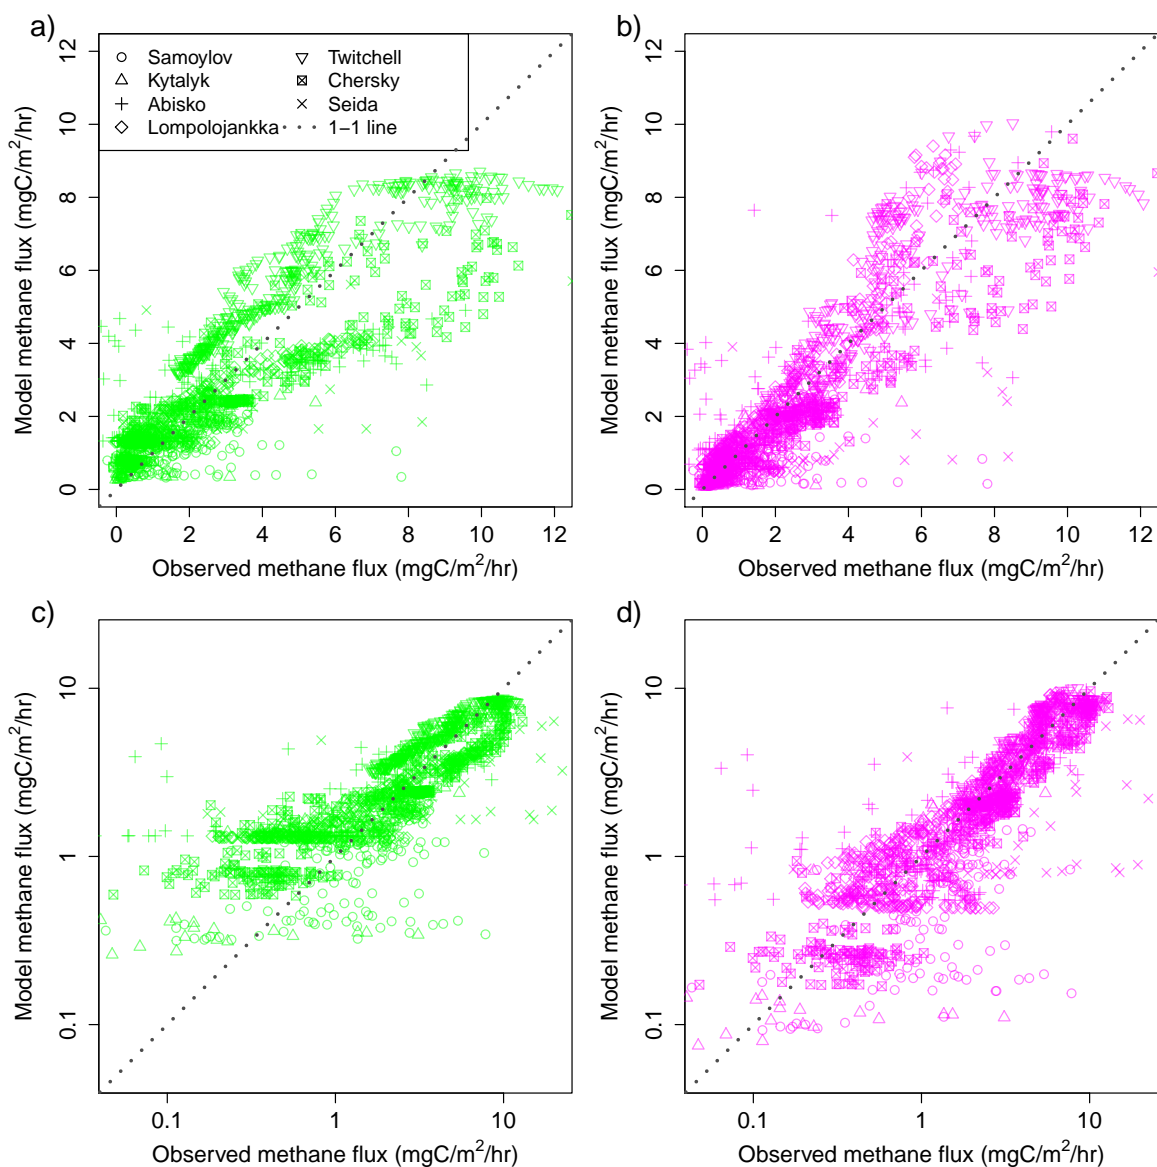 a)
Samoylov
Kytalyk
Abisko
Lompolojankka
Twitchell
Chersky
Seida
1−1 line
Model methane flux (mgC/m²/hr)
0 2 4 6 8 10 12
0 2 4 6 8 10 12
Observed methane flux (mgC/m²/hr)
b)
Model methane flux (mgC/m²/hr)
0 2 4 6 8 10 12
0 2 4 6 8 10 12
Observed methane flux (mgC/m²/hr)
c)
Model methane flux (mgC/m²/hr)
0.1 1 10
0.1 1 10
Observed methane flux (mgC/m²/hr)
d)
Model methane flux (mgC/m²/hr)
0.1 1 10
0.1 1 10
Observed methane flux (mgC/m²/hr)